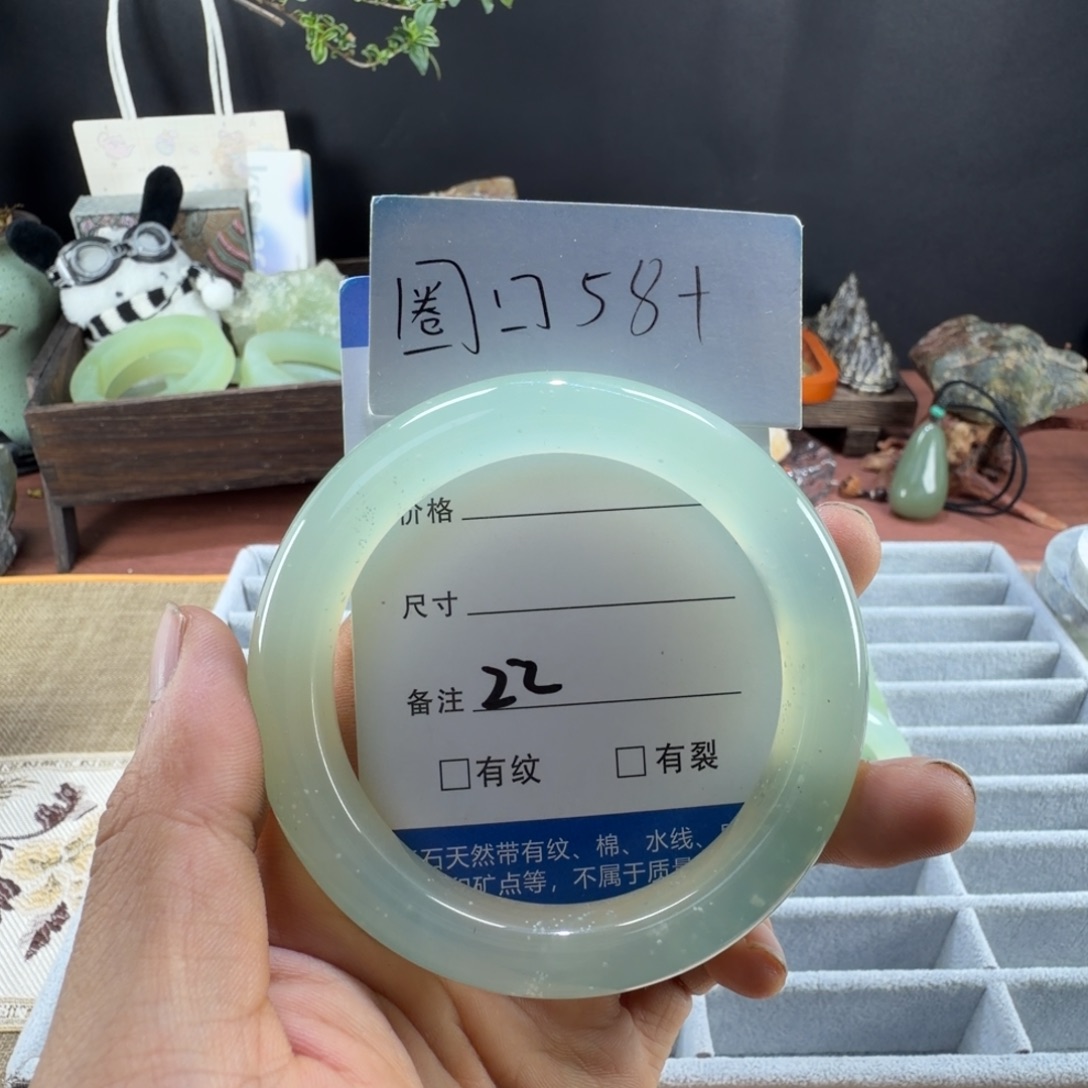 圈口58+
价格
尺寸
备注 22
□有纹 □有裂
石天然带有纹、棉、水线、
矿点等，不属于质量